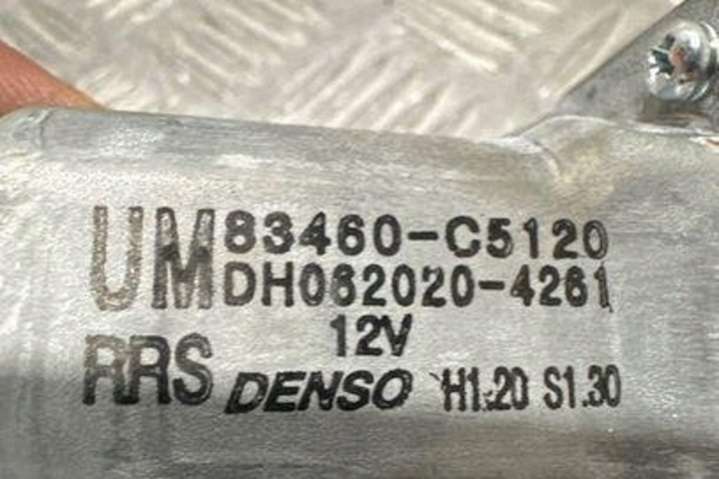 UM 83460-C5120
DH062020-4261
12V
RRS DENSO H1.20 S1.30